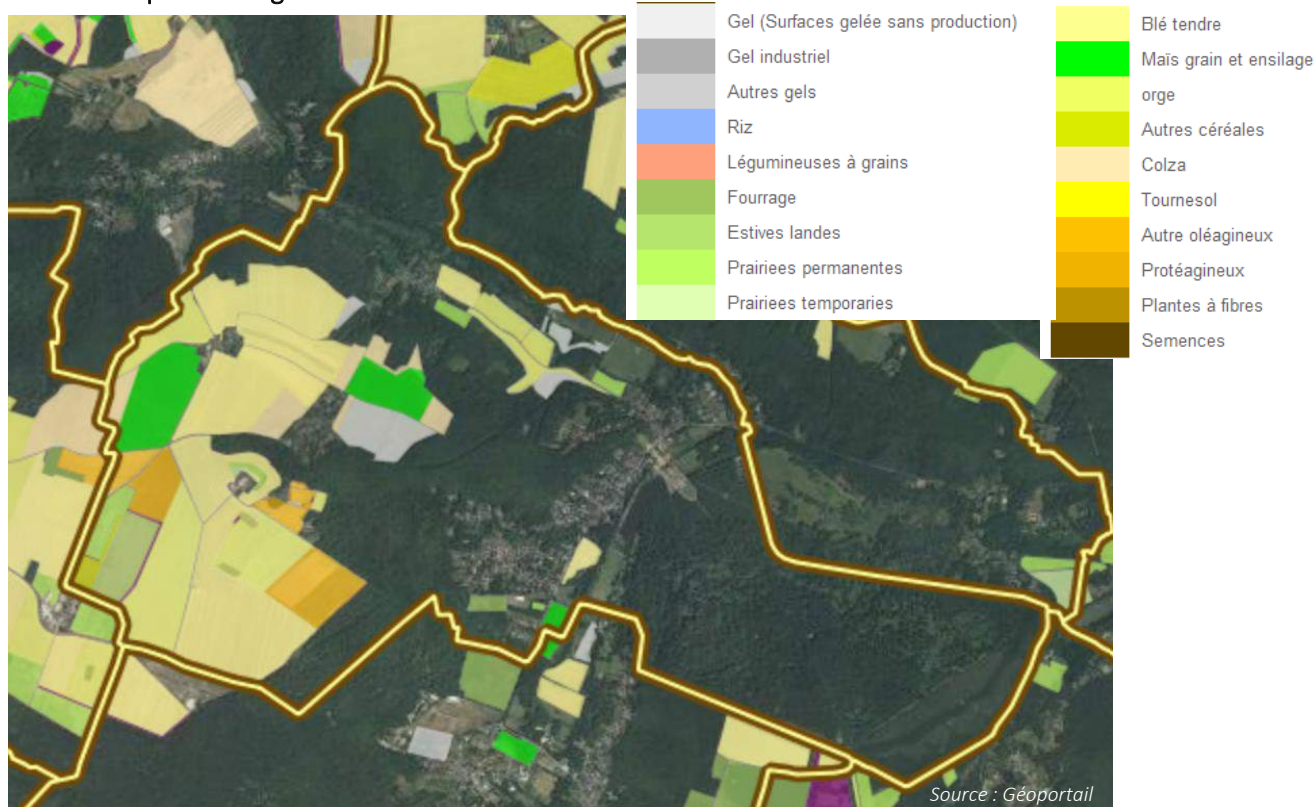 Gel (Surfaces gelée sans production)
Gel industriel
Autres gels
Riz
Légumineuses à grains
Fourrage
Estives landes
Prairiees permanentes
Prairiees temporaries
Blé tendre
Maïs grain et ensilage
orge
Autres céréales
Colza
Tournesol
Autre oléagineux
Protéagineux
Plantes à fibres
Semences
Source : Géoportail